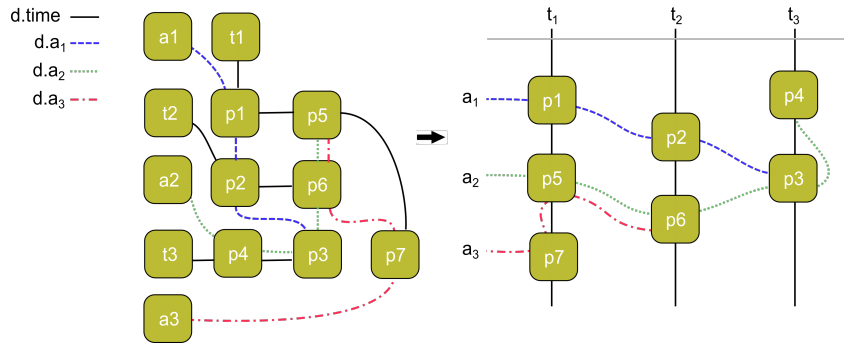 d.time
d.a₁
d.a₂
d.a₃
a1 t1
t2 p1 p5
a2 p2 p6
t3 p4 p3 p7
a3
t₁ t₂ t₃
a₁ p1 p2 p4
a₂ p5 p6 p3
a₃ p7